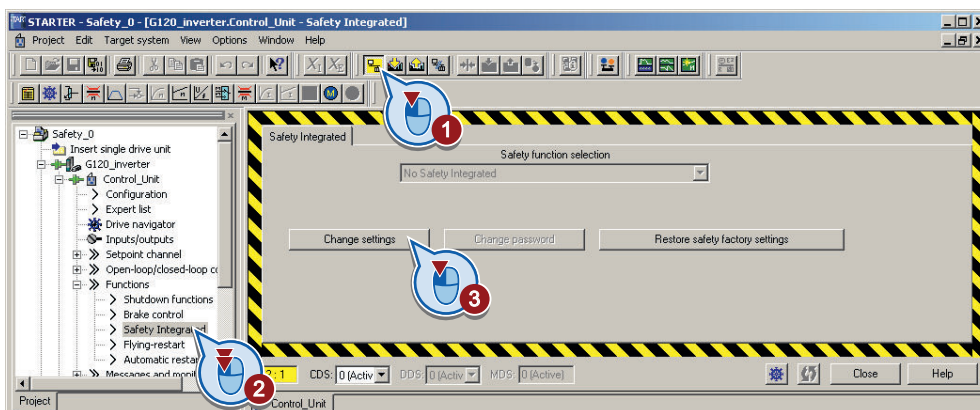 STARTER - Safety_0 - [G120_inverter.Control_Unit - Safety Integrated]
Project Edit Target system View Options Window Help
1
Safety_0
Insert single drive unit
G120_inverter
Control_Unit
Configuration
Expert list
Drive navigator
Inputs/outputs
Setpoint channel
Open-loop/closed-loop
Functions
Shutdown functions
Brake control
Safety Integrated
Flying-restart
Automatic
Messages and
2
Project
Safety Integrated
Safety function selection
No Safety Integrated
Change settings
Change password
Restore safety factory settings
3
CDS: 0 (Activ DDS: 0 (Activ MDS: 0 (Active)
Close
Help
Control_Unit